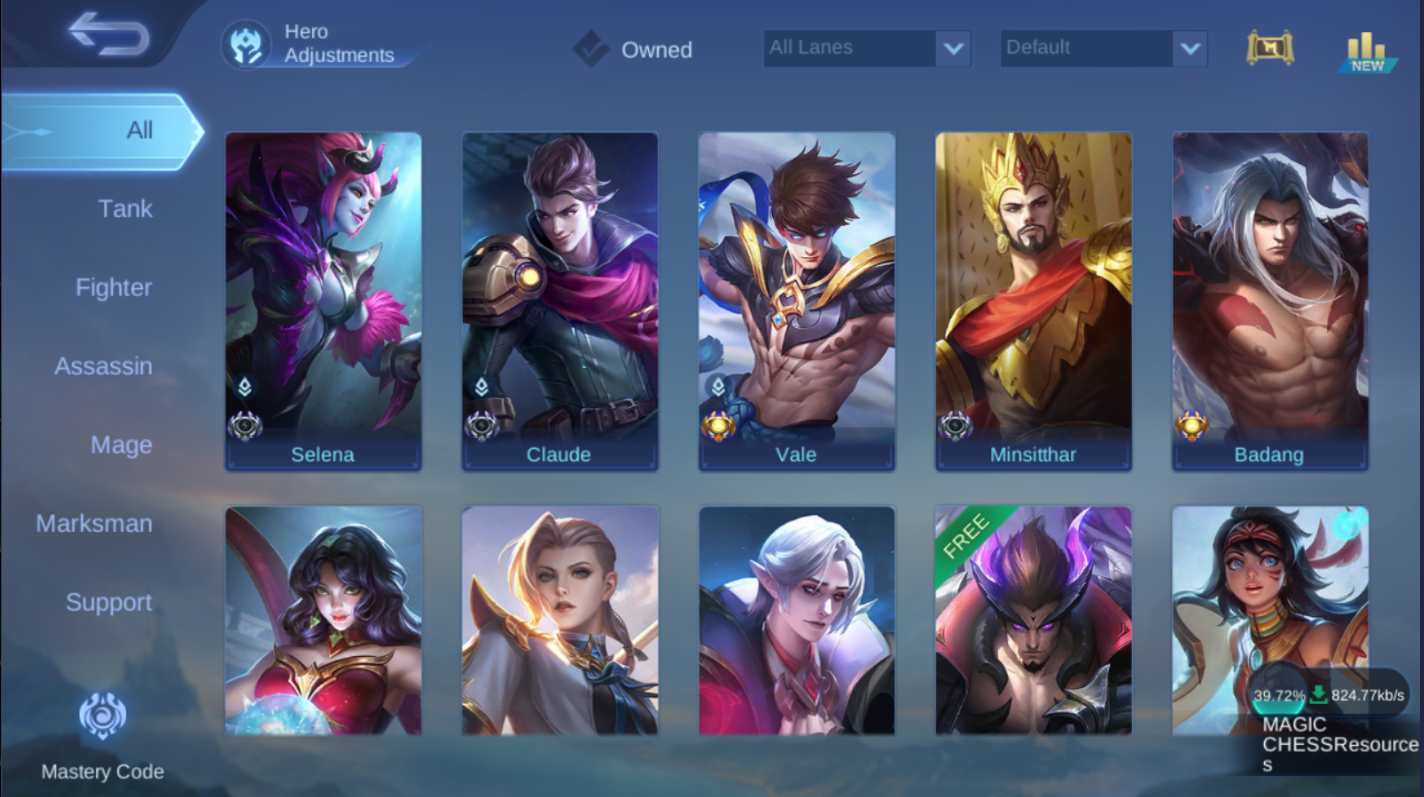 Hero
Adjustments
Owned
All Lanes
Default
NEW
All
Tank
Fighter
Assassin
Mage
Marksman
Support
Mastery Code
Selena
Claude
Vale
Minsitthar
Badang
FREE
39.72% 824.77kb/s
MAGIC
CHESSResource
s